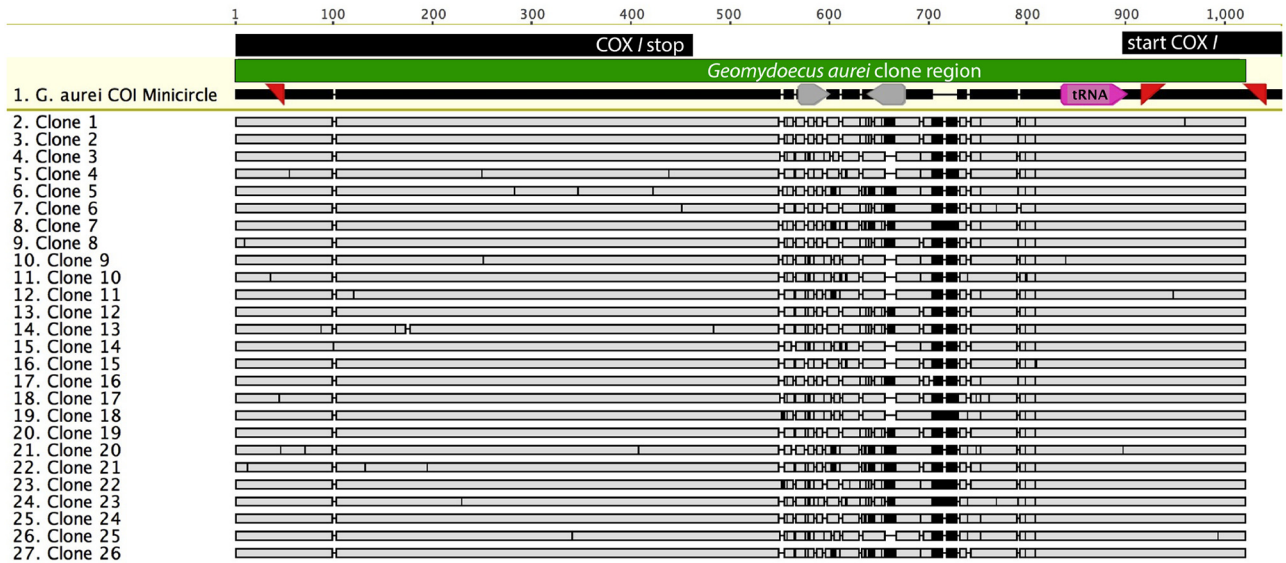 1 100 200 300 400 500 600 700 800 900 1,000
COX I stop start COX I
Geomydoecus aurei clone region
1. G. aurei COI Minicircle tRNA
2. Clone 1
3. Clone 2
4. Clone 3
5. Clone 4
6. Clone 5
7. Clone 6
8. Clone 7
9. Clone 8
10. Clone 9
11. Clone 10
12. Clone 11
13. Clone 12
14. Clone 13
15. Clone 14
16. Clone 15
17. Clone 16
18. Clone 17
19. Clone 18
20. Clone 19
21. Clone 20
22. Clone 21
23. Clone 22
24. Clone 23
25. Clone 24
26. Clone 25
27. Clone 26